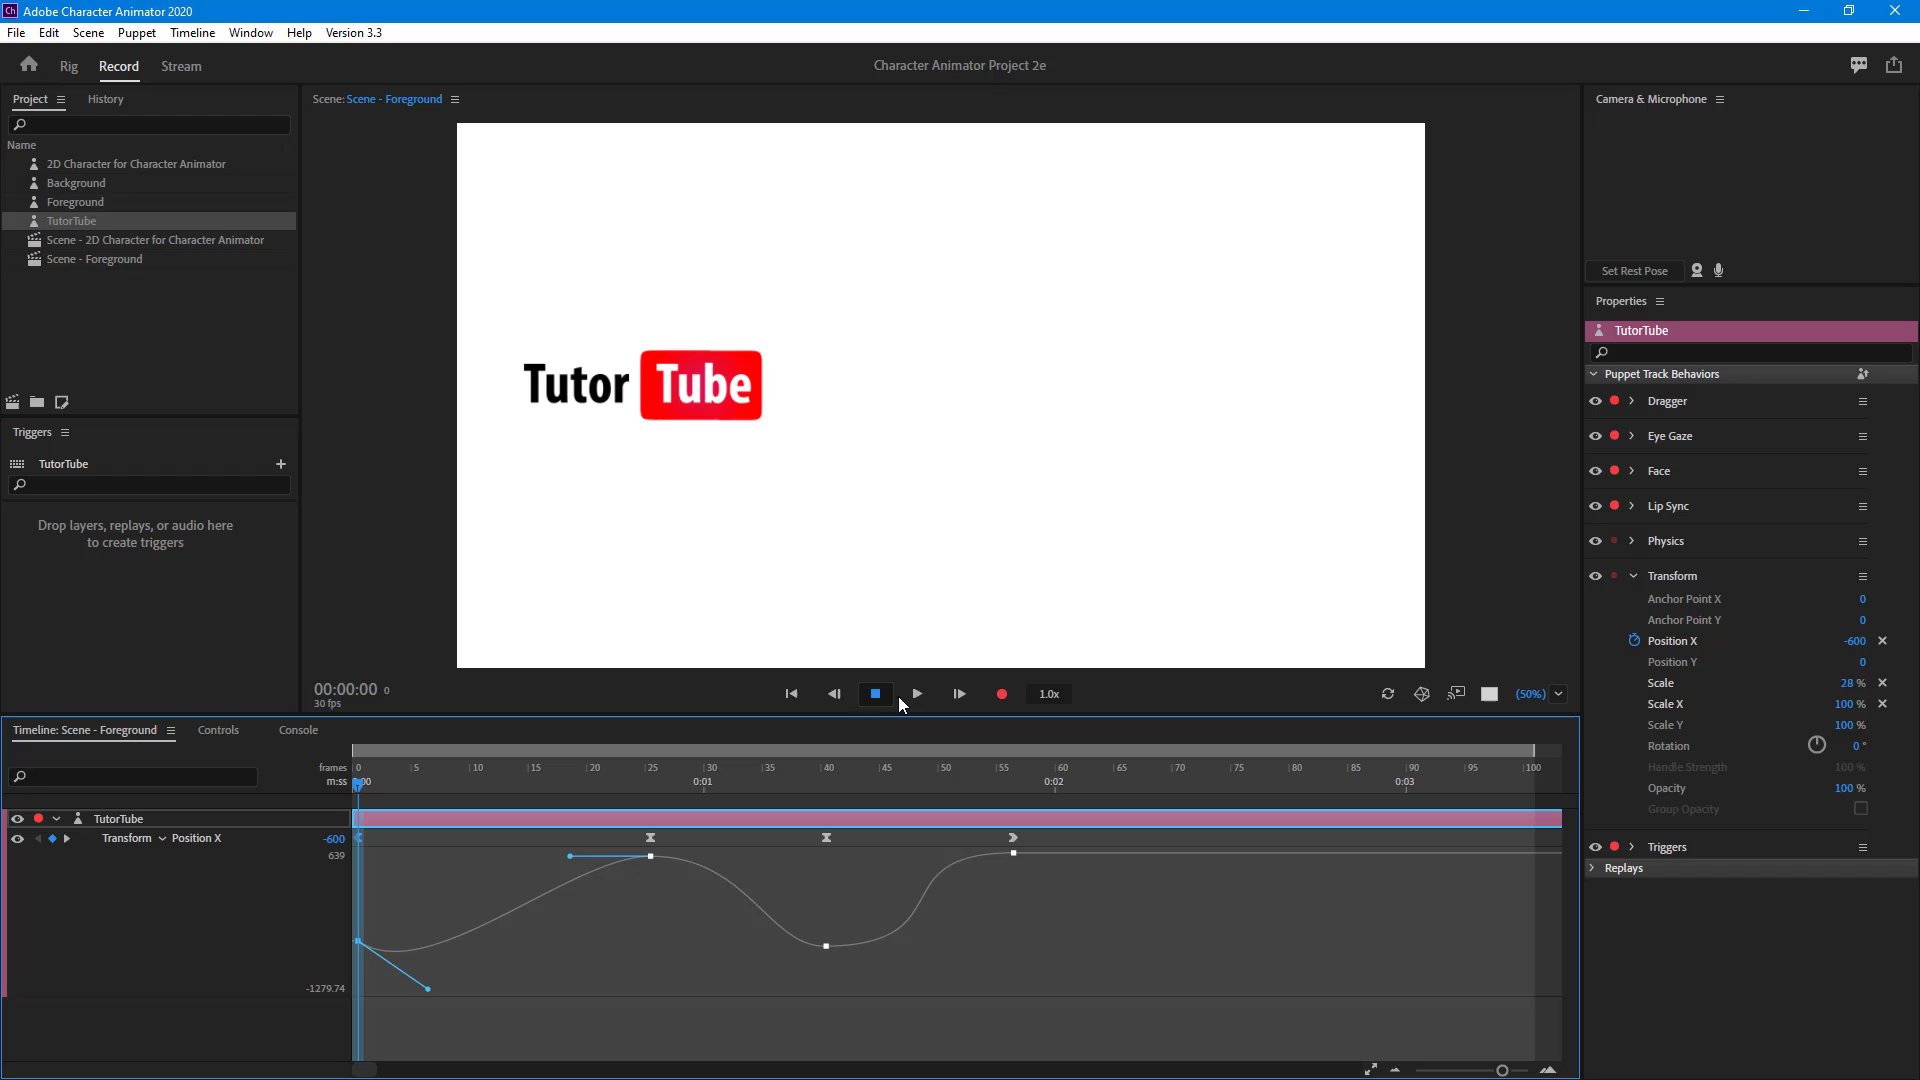 Ch Adobe Character Animator 2020
File Edit Scene Puppet Timeline Window Help Version 3.3
Rig Record Stream
Character Animator Project 2e
Project History
Scene: Scene - Foreground
Camera & Microphone
Name
2D Character for Character Animator
Background
Foreground
TutorTube
Scene - 2D Character for Character Animator
Scene - Foreground
Tutor Tube
Set Rest Pose
Properties
TutorTube
Puppet Track Behaviors
Dragger
Eye Gaze
Face
Lip Sync
Physics
Transform
Anchor Point X 0
Anchor Point Y 0
Position X -600
Position Y 0
Scale 28 %
Scale X 100 %
Scale Y 100 %
Rotation 0 °
Handle Strength 100 %
Opacity 100 %
Group Opacity
Triggers
Replays
Triggers
TutorTube
Drop layers, replays, or audio here
to create triggers
00:00:00 0
30 fps
1.0x
(50%)
Timeline: Scene - Foreground Controls Console
frames 0 5 10 15 20 25 30 35 40 45 50 55 60 65 70 75 80 85 90 95 100
m:ss 0:01 0:02 0:03
TutorTube
Transform Position X -600
639
-1279.74